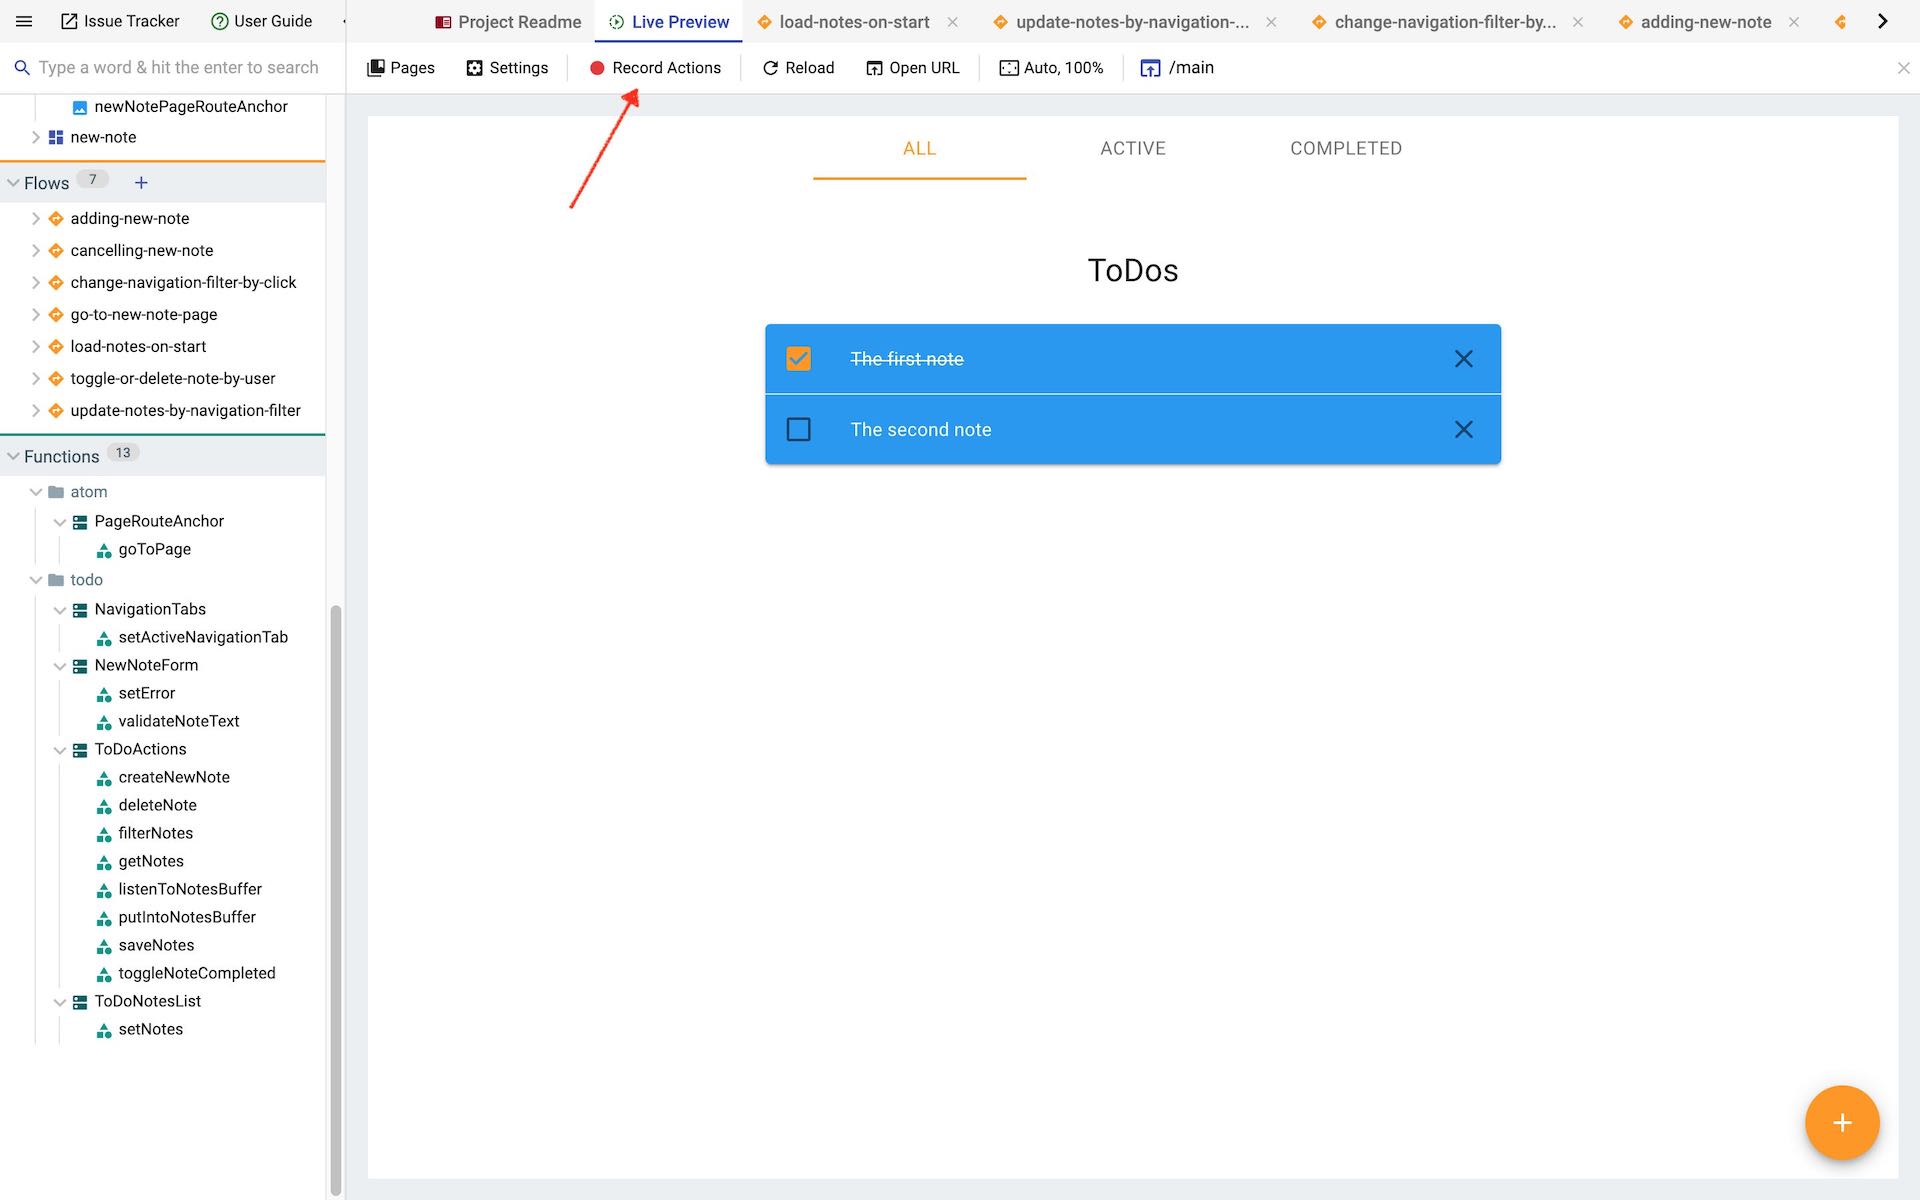 Issue Tracker
User Guide
Project Readme
Live Preview
load-notes-on-start
update-notes-by-navigation-...
change-navigation-filter-by...
adding-new-note
Type a word & hit the enter to search
Pages
Settings
Record Actions
Reload
Open URL
Auto, 100%
/main
newNotePageRouteAnchor
new-note
Flows 7
adding-new-note
cancelling-new-note
change-navigation-filter-by-click
go-to-new-note-page
load-notes-on-start
toggle-or-delete-note-by-user
update-notes-by-navigation-filter
Functions 13
atom
PageRouteAnchor
goToPage
todo
NavigationTabs
setActiveNavigationTab
NewNoteForm
setError
validateNoteText
ToDoActions
createNewNote
deleteNote
filterNotes
getNotes
listenToNotesBuffer
putIntoNotesBuffer
saveNotes
toggleNoteCompleted
ToDoNotesList
setNotes
ALL
ACTIVE
COMPLETED
ToDos
The first note
The second note